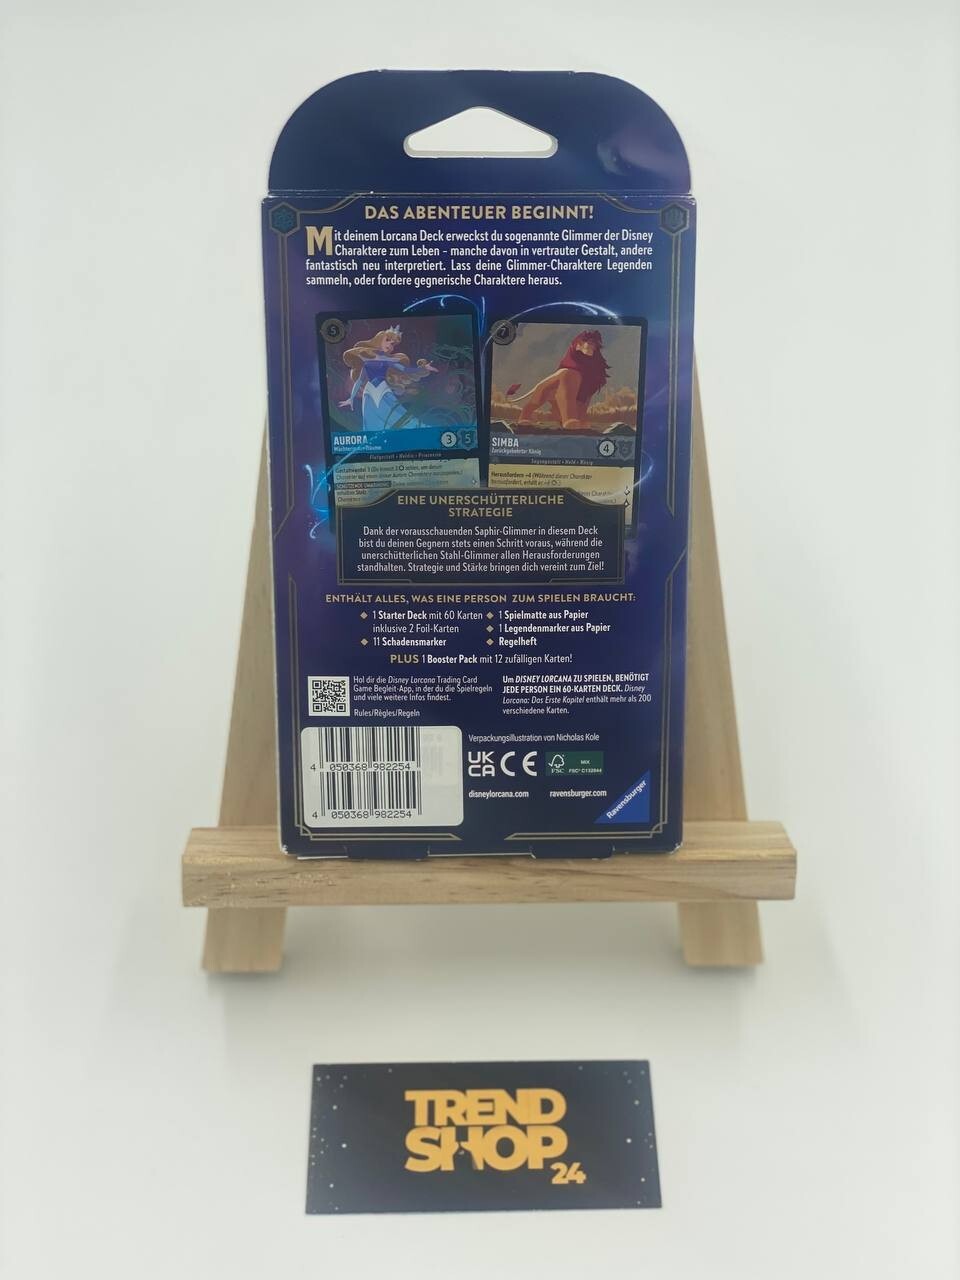 DAS ABENTEUER BEGINNT!
Mit deinem Lorcana Deck erweckst du sogenannte Glimmer der Disney
Charaktere zum Leben – manche davon in vertrauter Gestalt, andere
fantastisch neu interpretiert. Lass deine Glimmer-Charaktere Legenden
sammeln, oder fordere gegnerische Charaktere heraus.
5
AURORA
3 5
7
SIMBA
Zurückgekehrter König
4
EINE UNERSCHÜTTERLICHE
STRATEGIE
Dank der vorausschauenden Saphir-Glimmer in diesem Deck
bist du deinen Gegnern stets einen Schritt voraus, während die
unerschütterlichen Stahl-Glimmer allen Herausforderungen
standhalten. Strategie und Stärke bringen dich vereint zum Ziel!
ENTHÄLT ALLES, WAS EINE PERSON ZUM SPIELEN BRAUCHT:
◆ 1 Starter Deck mit 60 Karten
inklusive 2 Foil-Karten
◆ 11 Schadensmarker
◆ 1 Spielmatte aus Papier
◆ 1 Legendenmarker aus Papier
◆ Regelheft
PLUS 1 Booster Pack mit 12 zufälligen Karten!
Hol dir die Disney Lorcana Trading Card
Game Begleit-App, in der du die Spielregeln
und viele weitere Infos findest.
Rules/Règles/Regeln
Um DISNEY LORCANA ZU SPIELEN, BENÖTIGT
JEDE PERSON EIN 60-KARTEN DECK. Disney
Lorcana: Das Erste Kapitel enthält mehr als 200
verschiedene Karten.
4 050368 982254
4 050368 982254
Verpackungsillustration von Nicholas Kole
UK
CA CE
FSC
MIX
FSC® C132844
disneylorcana.com
ravensburger.com
Ravensburger
TREND
SHOP
24